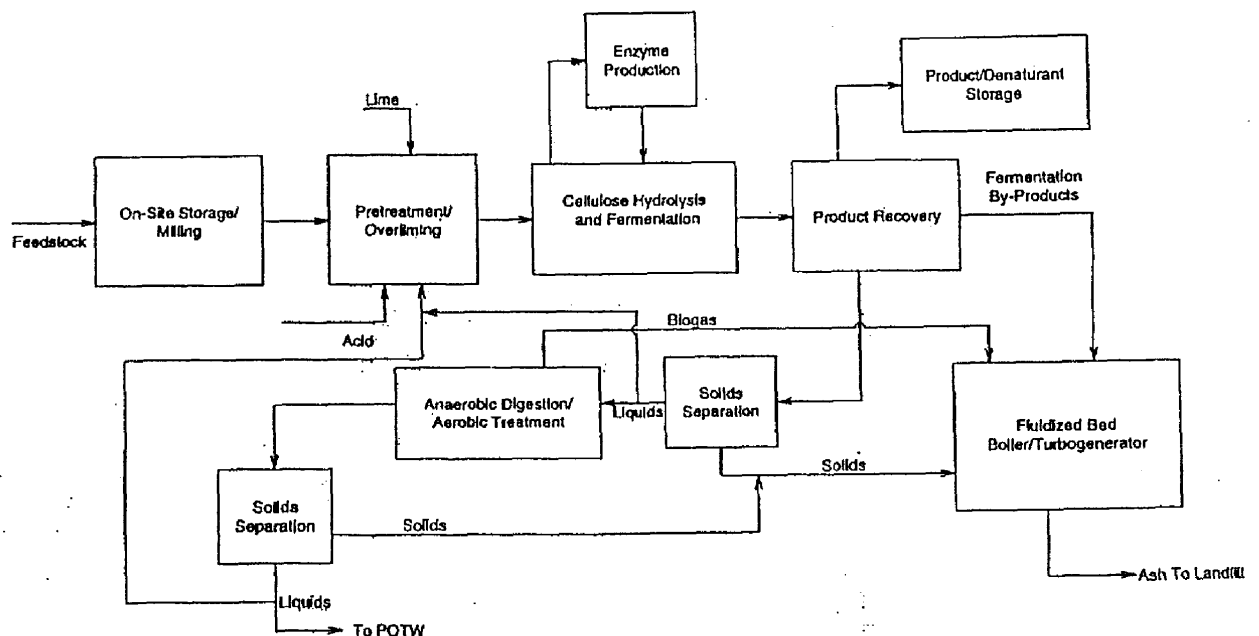 Enzyme
Production
Product/Denaturant
Storage
Lime
Fermentation
By-Products
On-Site Storage/
Milling
Pretreatment/
Overliming
Cellulose Hydrolysis
and Fermentation
Product Recovery
Feedstock
Acid
Biogas
Anaerobic Digestion/
Aerobic Treatment
Liquids
Solids
Separation
Fluidized Bed
Boiler/Turbogenerator
Solids
Solids
Separation
Solids
Liquids
Ash To Landfill
To POTW